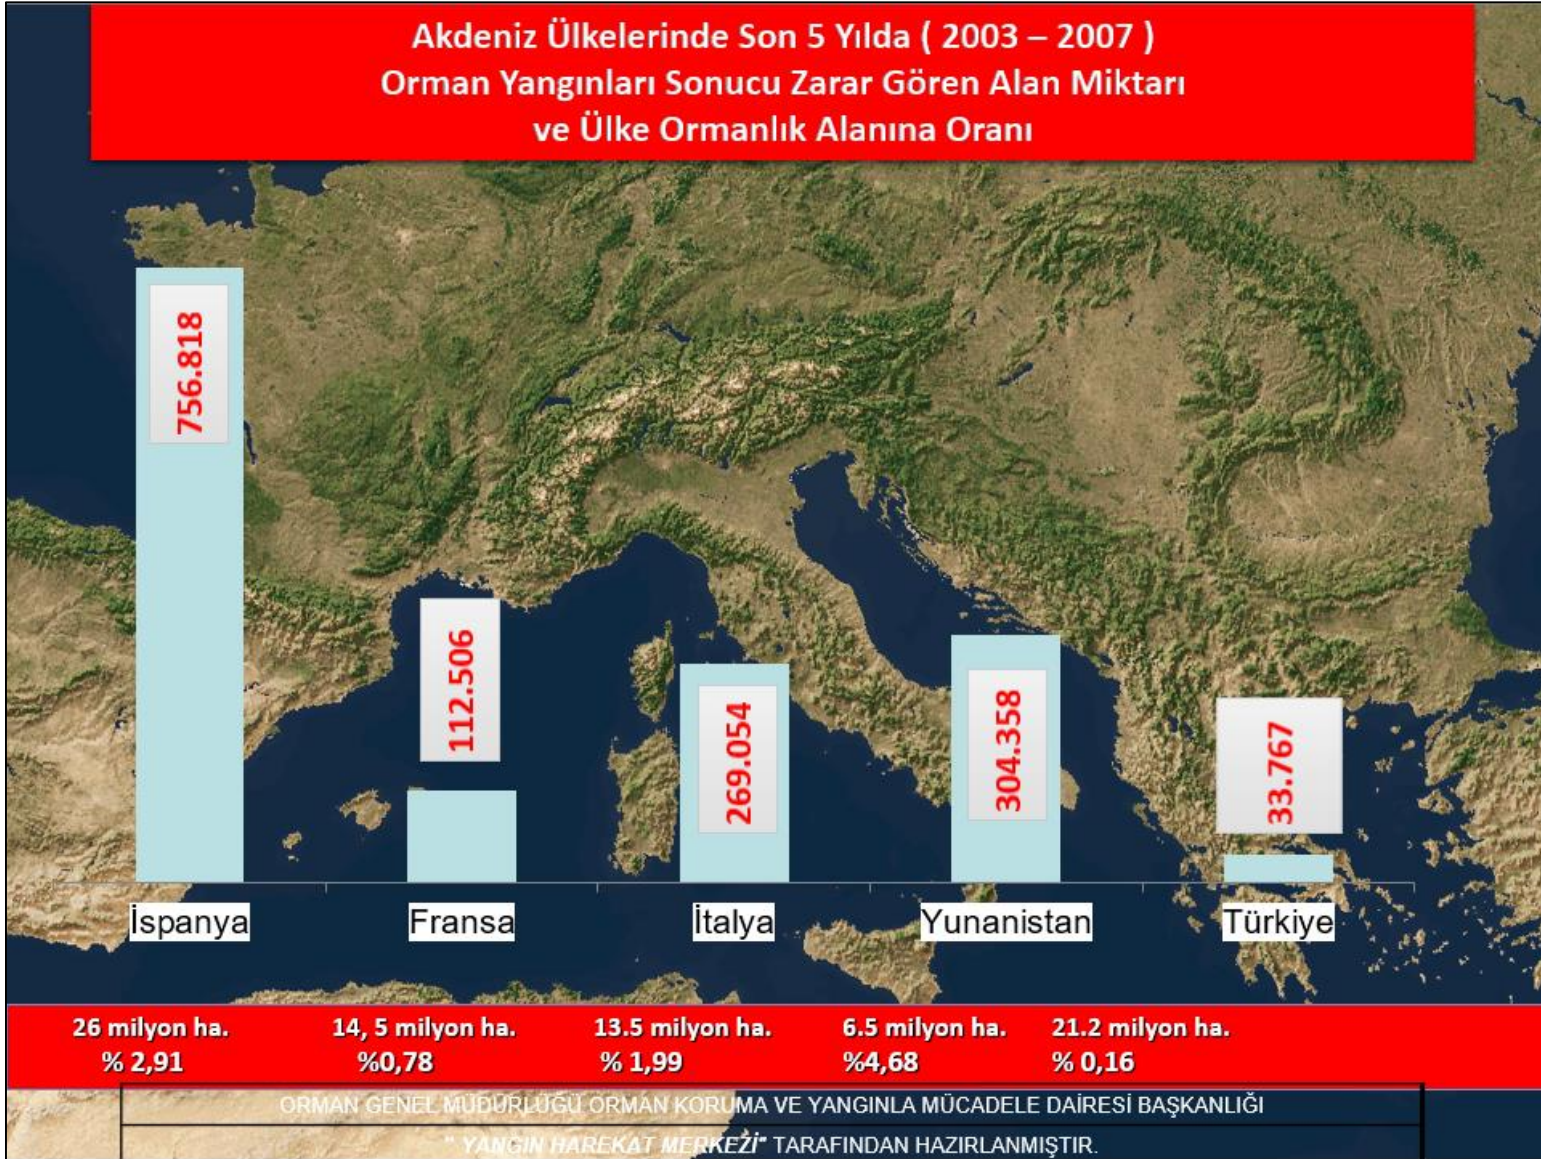 Akdeniz Ülkelerinde Son 5 Yılda ( 2003 – 2007 )
Orman Yangınları Sonucu Zarar Gören Alan Miktarı
ve Ülke Ormanlık Alanına Oranı
756.818
112.506
269.054
304.358
33.767
İspanya Fransa İtalya Yunanistan Türkiye
26 milyon ha. 14, 5 milyon ha. 13.5 milyon ha. 6.5 milyon ha. 21.2 milyon ha.
% 2,91 %0,78 % 1,99 %4,68 % 0,16
ORMAN GENEL MÜDÜRLÜĞÜ ORMAN KORUMA VE YANGINLA MÜCADELE DAİRESİ BAŞKANLIĞI
" YANGIN HAREKAT MERKEZİ" TARAFINDAN HAZIRLANMIŞTIR.